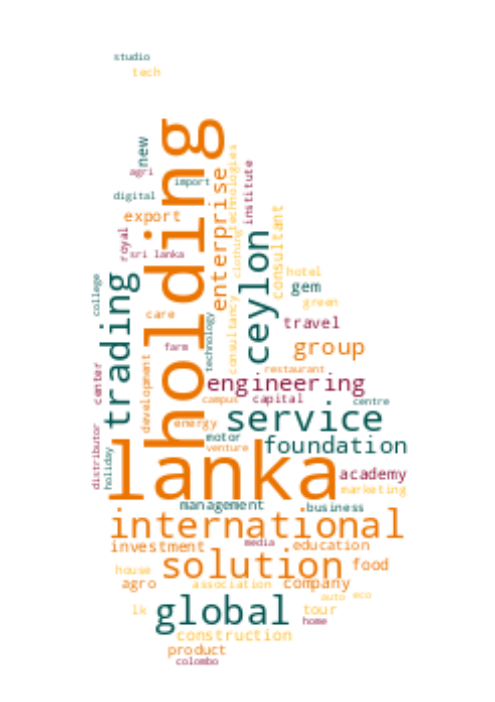 studio
tech
new
agri
import
holding
digital
export
enterprise
technologies
institute
royal
sri lanka
clothing
consultant
ceylon
hotel
gem
green
college
trading
care
technology
consultancy
travel
farm
group
development
center
restaurant
engineering
campus
capital
centre
service
energy
motor
venture
foundation
distributor
holiday
lanka
academy
marketing
management
business
international
media
investment
education
solution
food
house
agro
association
company
auto
eco
lk
global
tour
home
construction
product
colombo